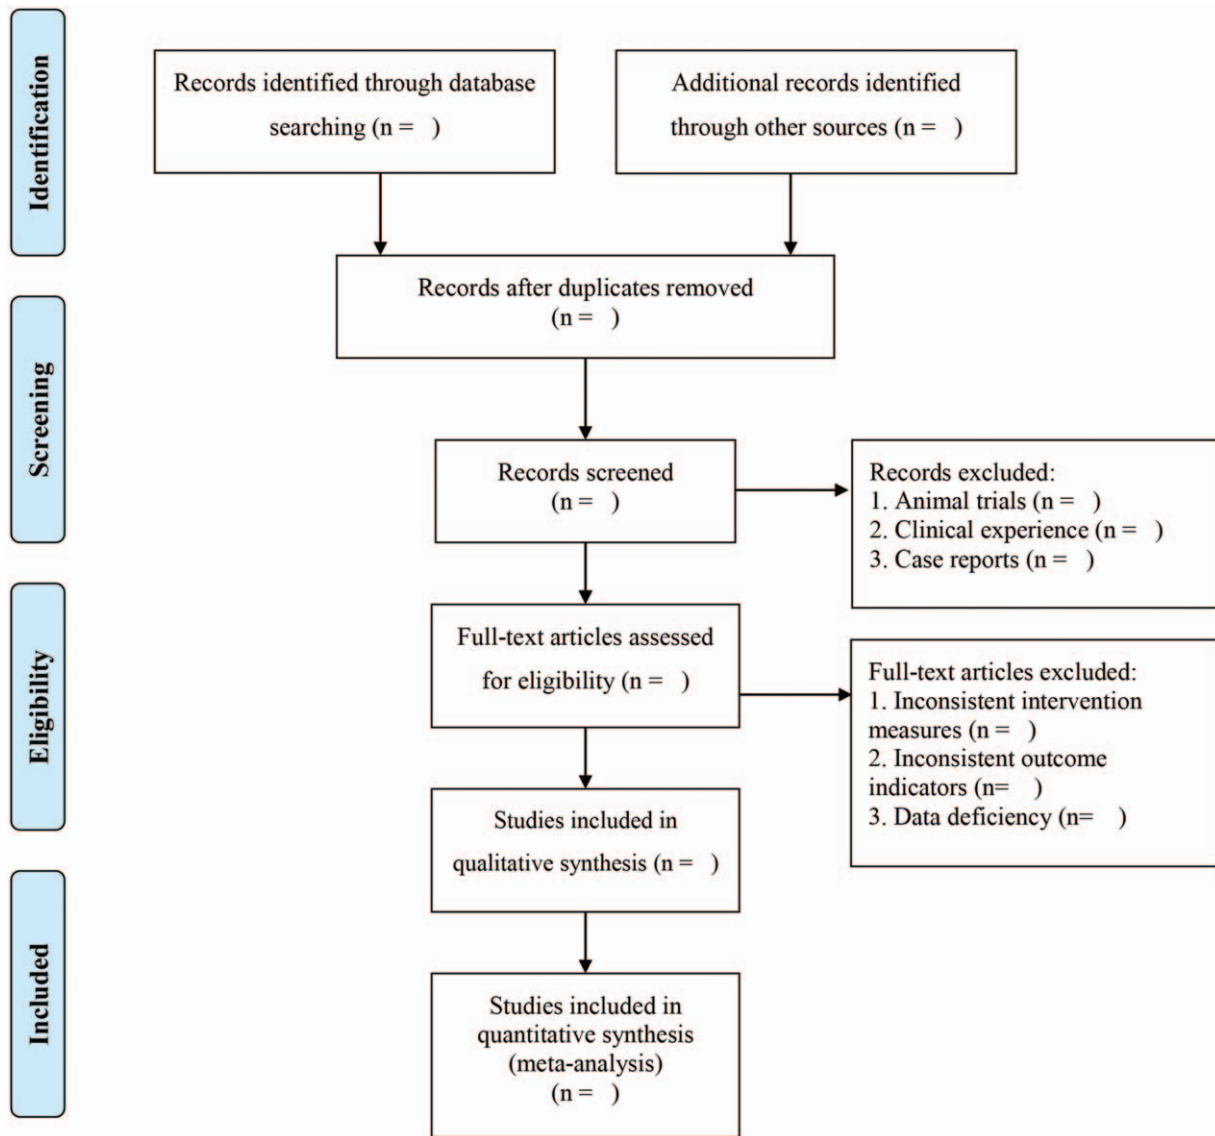 Identification
Records identified through database
searching (n =   )
Additional records identified
through other sources (n =   )
Records after duplicates removed
(n =   )
Screening
Records screened
(n =   )
Records excluded:
1. Animal trials (n =   )
2. Clinical experience (n =   )
3. Case reports (n =   )
Eligibility
Full-text articles assessed
for eligibility (n =   )
Full-text articles excluded:
1. Inconsistent intervention
measures (n =   )
2. Inconsistent outcome
indicators (n=   )
3. Data deficiency (n=   )
Studies included in
qualitative synthesis (n =   )
Included
Studies included in
quantitative synthesis
(meta-analysis)
(n =   )